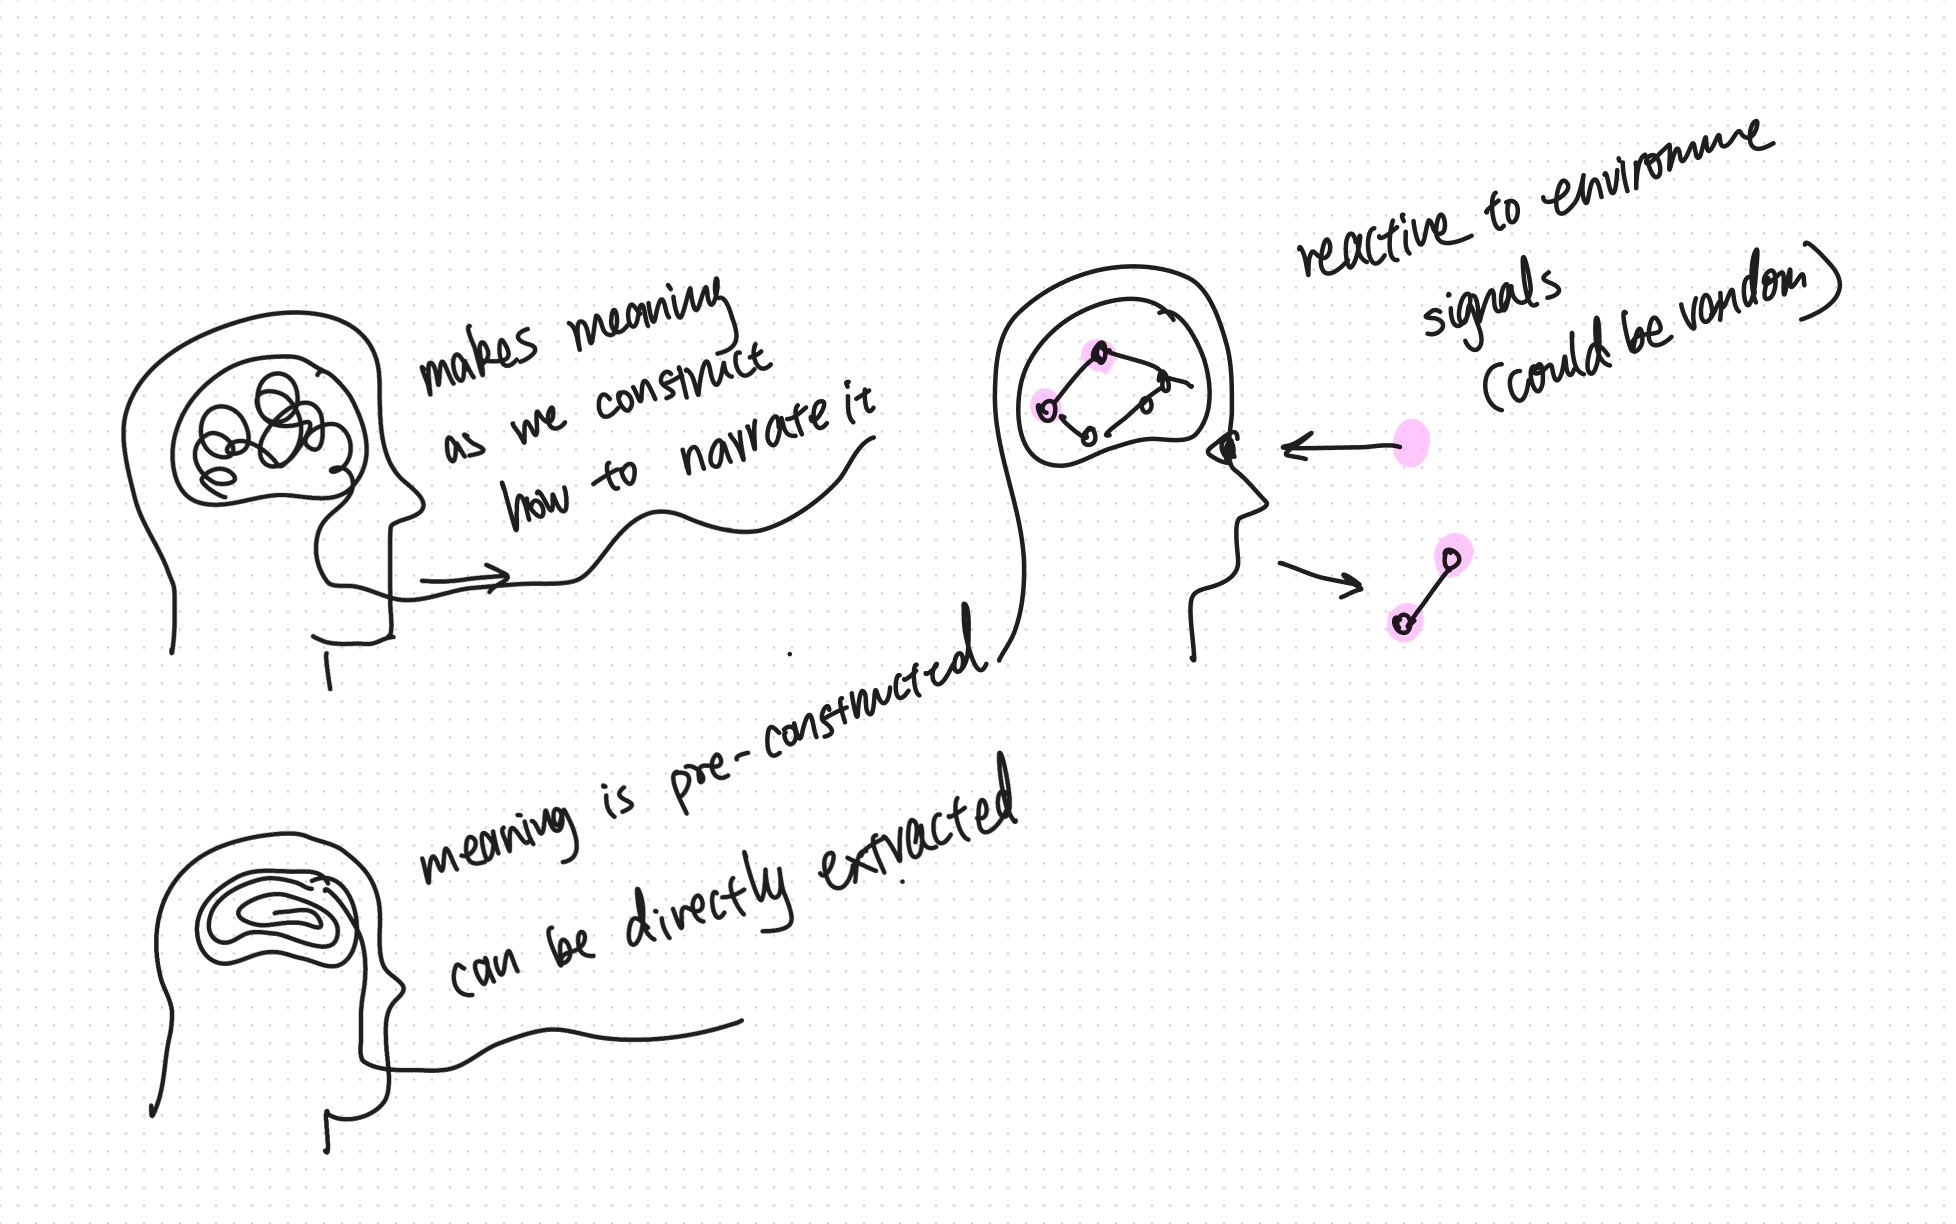 makes meaning
as we construct
how to narrate it
reactive to environme
signals
(could be random)
meaning is pre-constructed
can be directly extracted